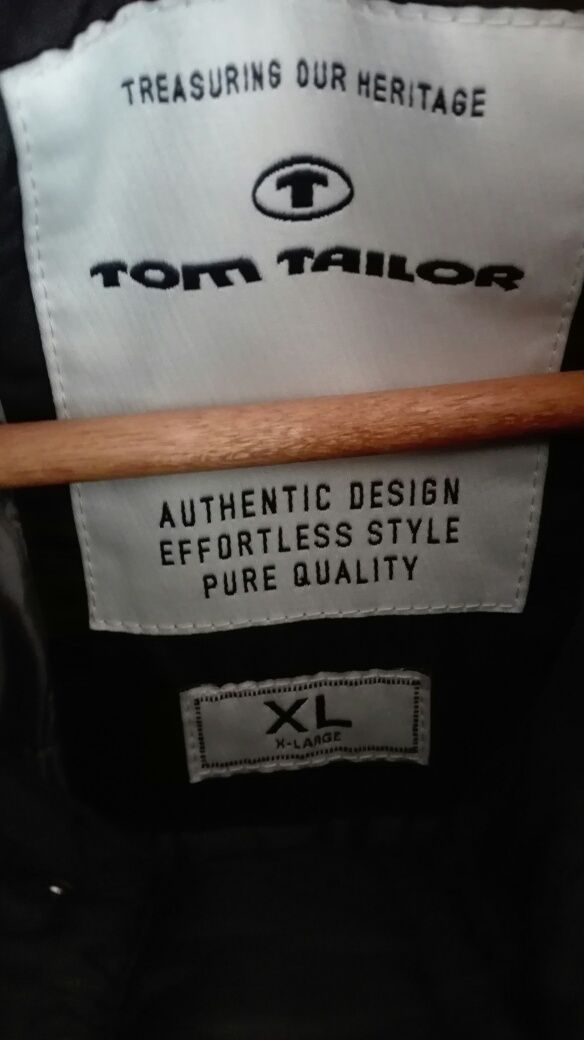 TREASURING OUR HERITAGE
T
TOM TAILOR
AUTHENTIC DESIGN
EFFORTLESS STYLE
PURE QUALITY
XL
X-LARGE